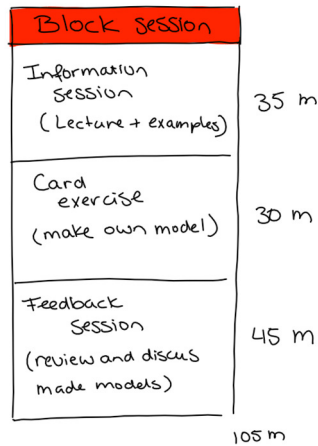 Block session
Information
session
(Lecture + examples)
35 m
Card
exercise
(make own model)
30 m
Feedback
session
(review and discus
made models)
45 m
105 m